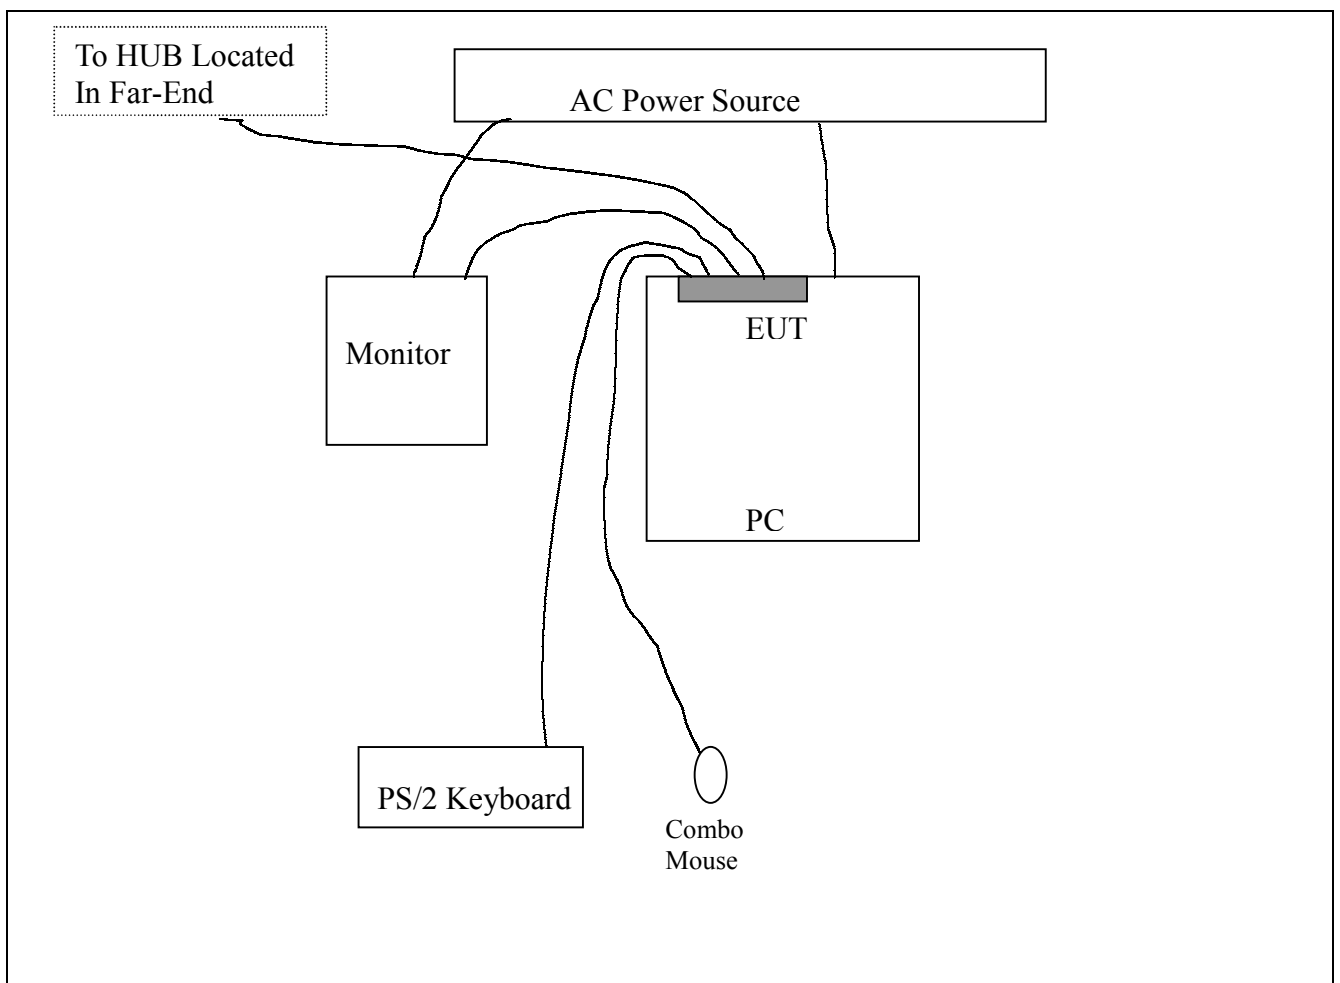 To HUB Located
In Far-End
AC Power Source
EUT
Monitor
PC
PS/2 Keyboard
Combo
Mouse